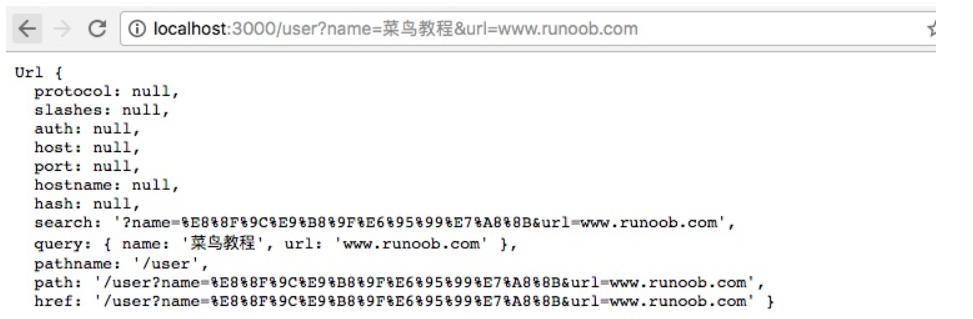 localhost:3000/user?name=菜鸟教程&url=www.runoob.com
Url {
  protocol: null,
  slashes: null,
  auth: null,
  host: null,
  port: null,
  hostname: null,
  hash: null,
  search: '?name=%E8%8F%9C%E9%B8%9F%E6%95%99%E7%A8%8B&url=www.runoob.com',
  query: { name: '菜鸟教程', url: 'www.runoob.com' },
  pathname: '/user',
  path: '/user?name=%E8%8F%9C%E9%B8%9F%E6%95%99%E7%A8%8B&url=www.runoob.com',
  href: '/user?name=%E8%8F%9C%E9%B8%9F%E6%95%99%E7%A8%8B&url=www.runoob.com' }